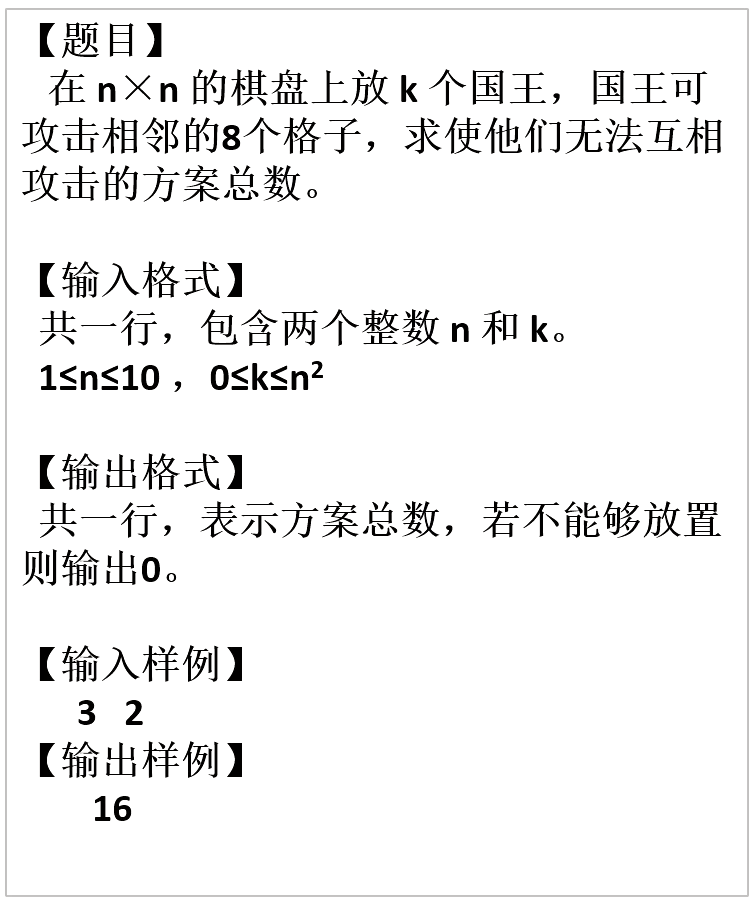 【题目】
在 n×n 的棋盘上放 k 个国王，国王可
攻击相邻的8个格子，求使他们无法互相
攻击的方案总数。
【输入格式】
共一行，包含两个整数 n 和 k。
1≤n≤10 ，0≤k≤n²
【输出格式】
共一行，表示方案总数，若不能够放置
则输出0。
【输入样例】
3 2
【输出样例】
16